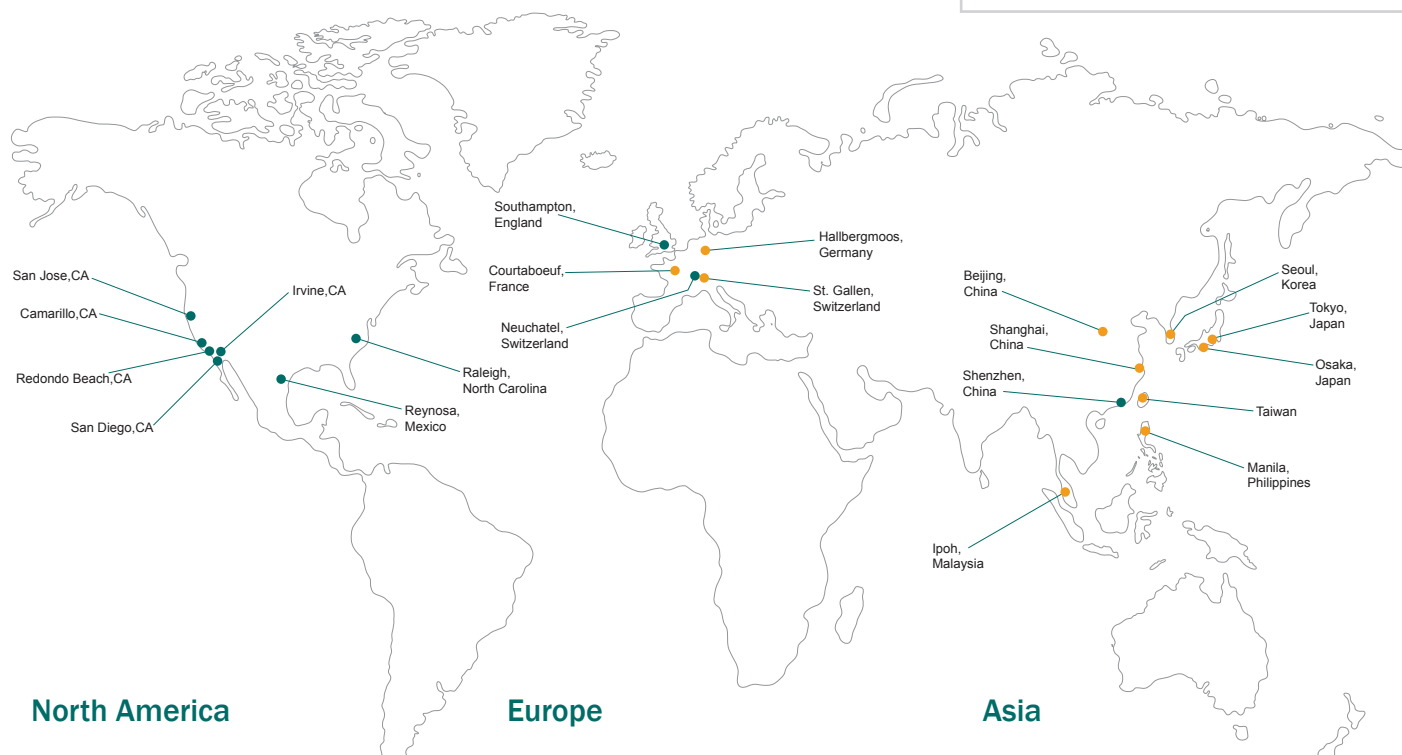 Southampton,
England
Hallbergmoos,
Germany
Courtaboeuf,
France
St. Gallen,
Switzerland
Neuchatel,
Switzerland
San Jose,CA
Irvine,CA
Camarillo,CA
Redondo Beach,CA
San Diego,CA
Raleigh,
North Carolina
Reynosa,
Mexico
Beijing,
China
Seoul,
Korea
Shanghai,
China
Tokyo,
Japan
Shenzhen,
China
Osaka,
Japan
Taiwan
Manila,
Philippines
Ipoh,
Malaysia
North America
Europe
Asia